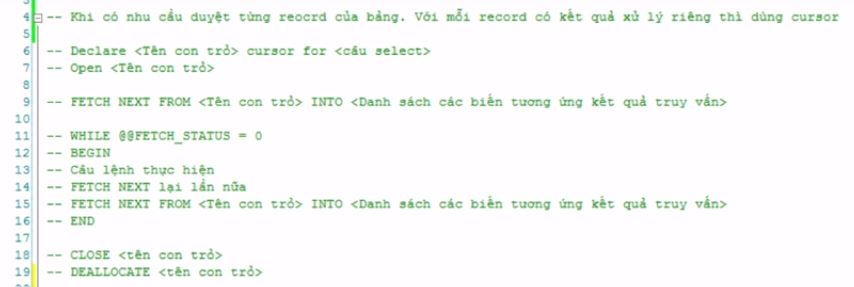 4 -- Khi có nhu cầu duyệt từng reocrd của bảng. Với mỗi record có kết quả xử lý riêng thì dùng cursor
5
6 -- Declare <Tên con trỏ> cursor for <câu select>
7 -- Open <Tên con trỏ>
8
9 -- FETCH NEXT FROM <Tên con trỏ> INTO <Danh sách các biến tương ứng kết quả truy vấn>
10
11 -- WHILE @@FETCH_STATUS = 0
12 -- BEGIN
13 -- Câu lệnh thực hiện
14 -- FETCH NEXT lại lần nữa
15 -- FETCH NEXT FROM <Tên con trỏ> INTO <Danh sách các biến tương ứng kết quả truy vấn>
16 -- END
17
18 -- CLOSE <tên con trỏ>
19 -- DEALLOCATE <tên con trỏ>